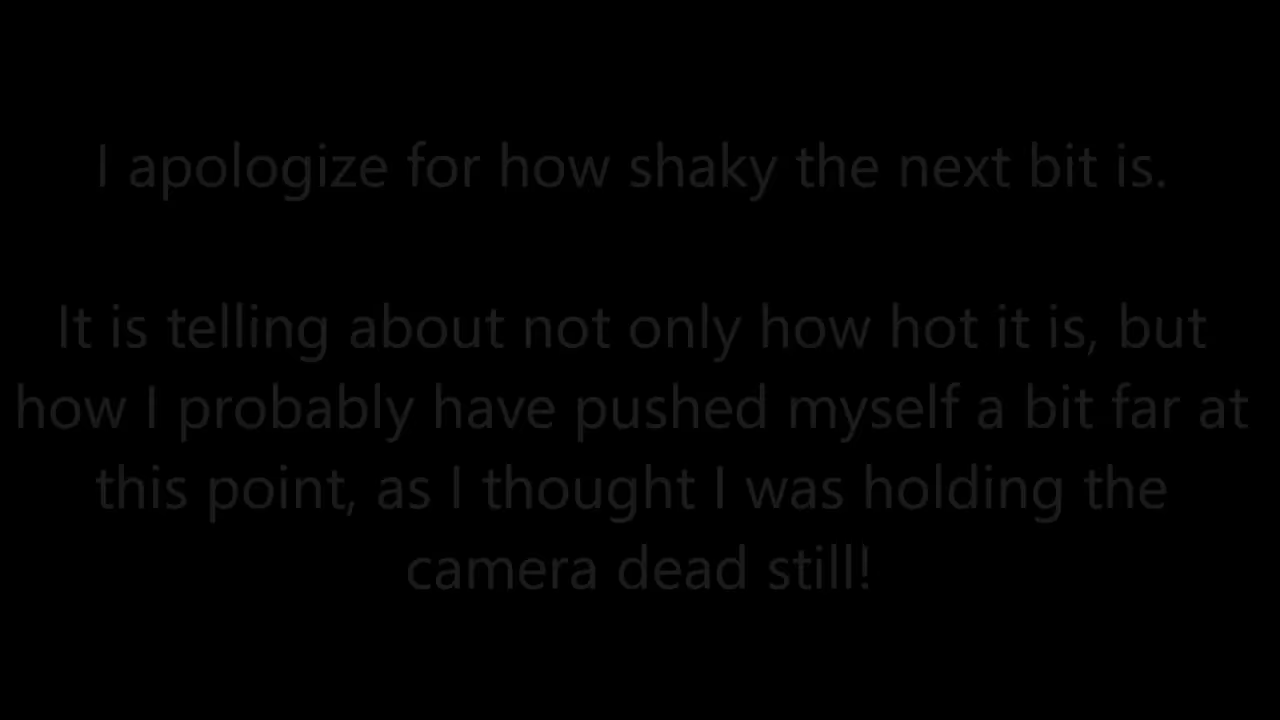 I apologize for how shaky the next bit is.
It is telling about not only how hot it is, but
how I probably have pushed myself a bit far at
this point, as I thought I was holding the
camera dead still!